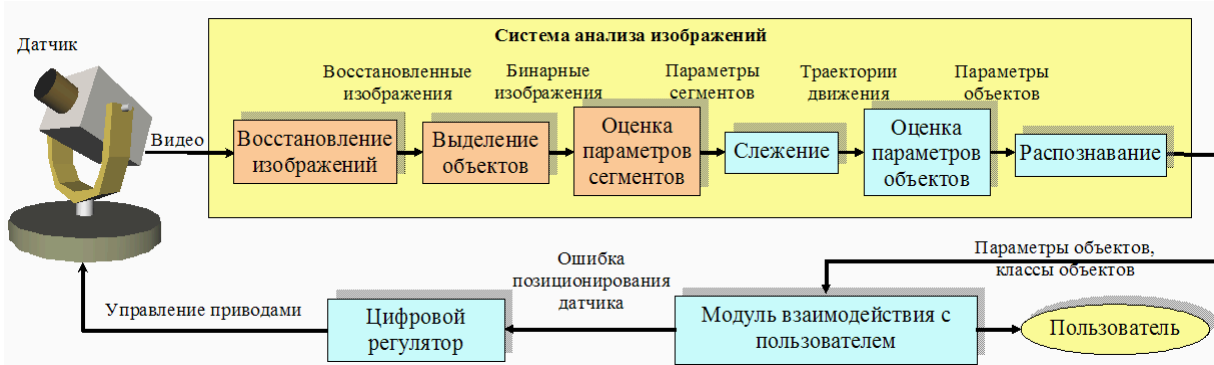 Система анализа изображений
Датчик
Восстановленные
изображения
Бинарные
изображения
Параметры
сегментов
Траектории
движения
Параметры
объектов
Видео
Восстановление
изображений
Выделение
объектов
Оценка
параметров
сегментов
Слежение
Оценка
параметров
объектов
Распознавание
Параметры объектов,
классы объектов
Ошибка
позиционирования
датчика
Управление приводами
Цифровой
регулятор
Модуль взаимодействия с
пользователем
Пользователь